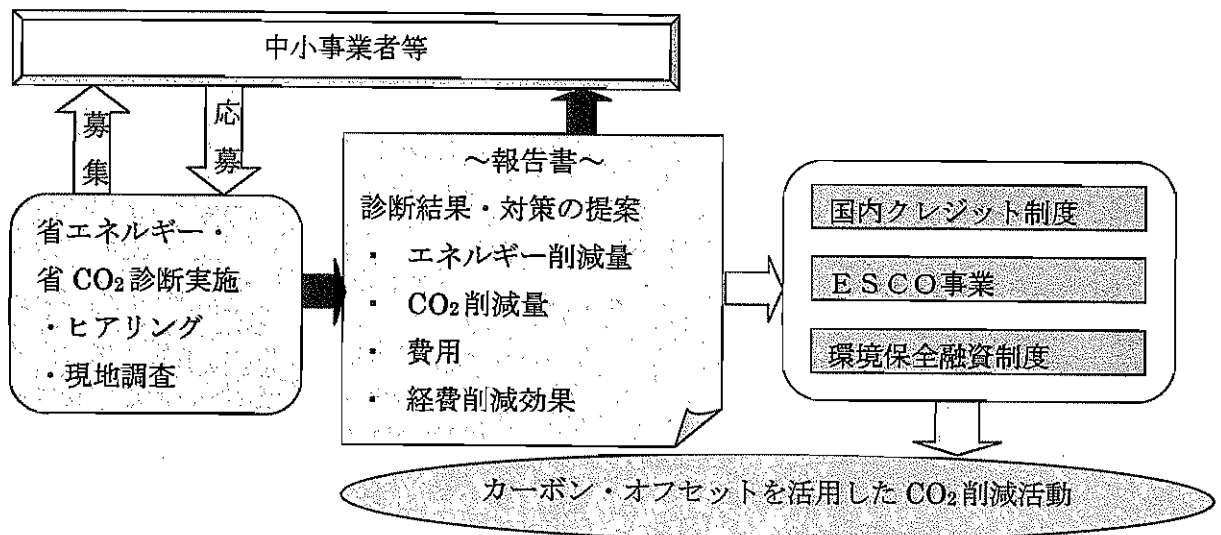 中小事業者等
募集
応募
省エネルギー・
省CO₂診断実施
・ヒアリング
・現地調査
～報告書～
診断結果・対策の提案
・ エネルギー削減量
・ CO₂削減量
・ 費用
・ 経費削減効果
国内クレジット制度
ＥＳＣＯ事業
環境保全融資制度
カーボン・オフセットを活用したCO₂削減活動